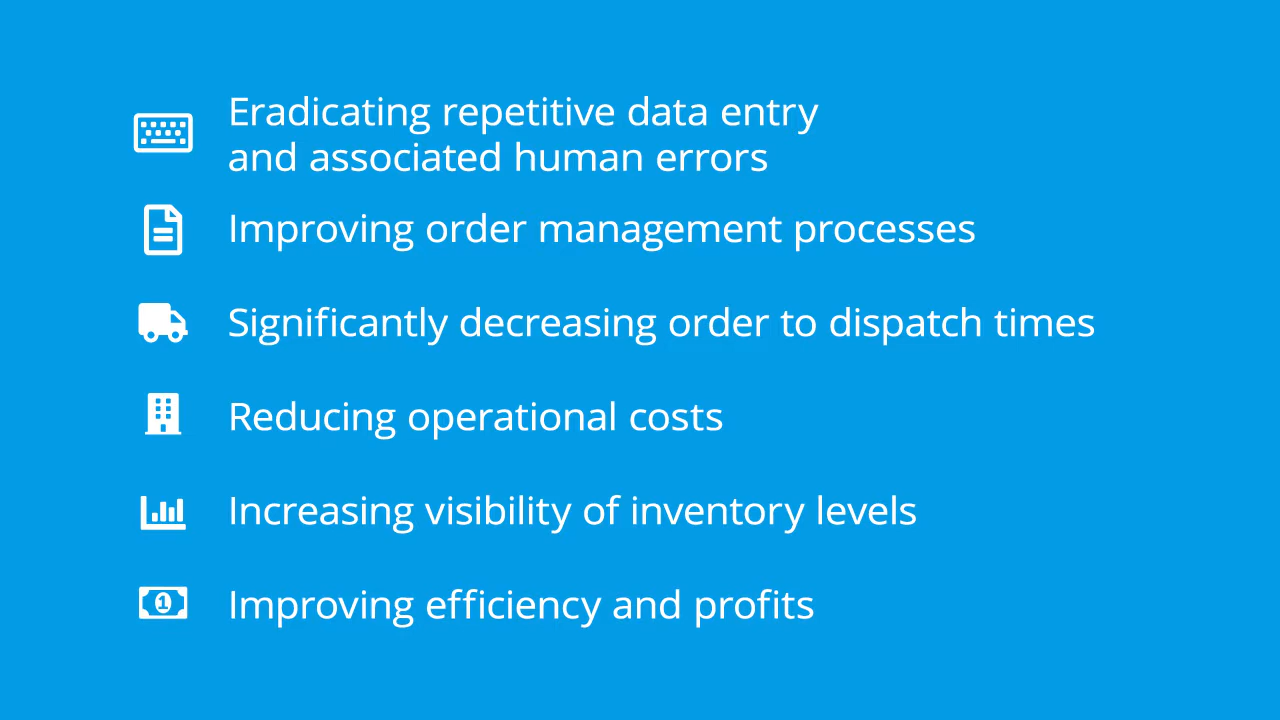 Eradicating repetitive data entry
and associated human errors
Improving order management processes
Significantly decreasing order to dispatch times
Reducing operational costs
Increasing visibility of inventory levels
1
Improving efficiency and profits